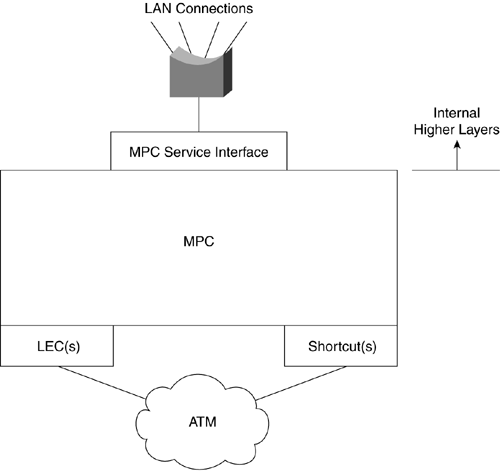 LAN Connections
Internal
Higher Layers
MPC Service Interface
MPC
LEC(s)
Shortcut(s)
ATM